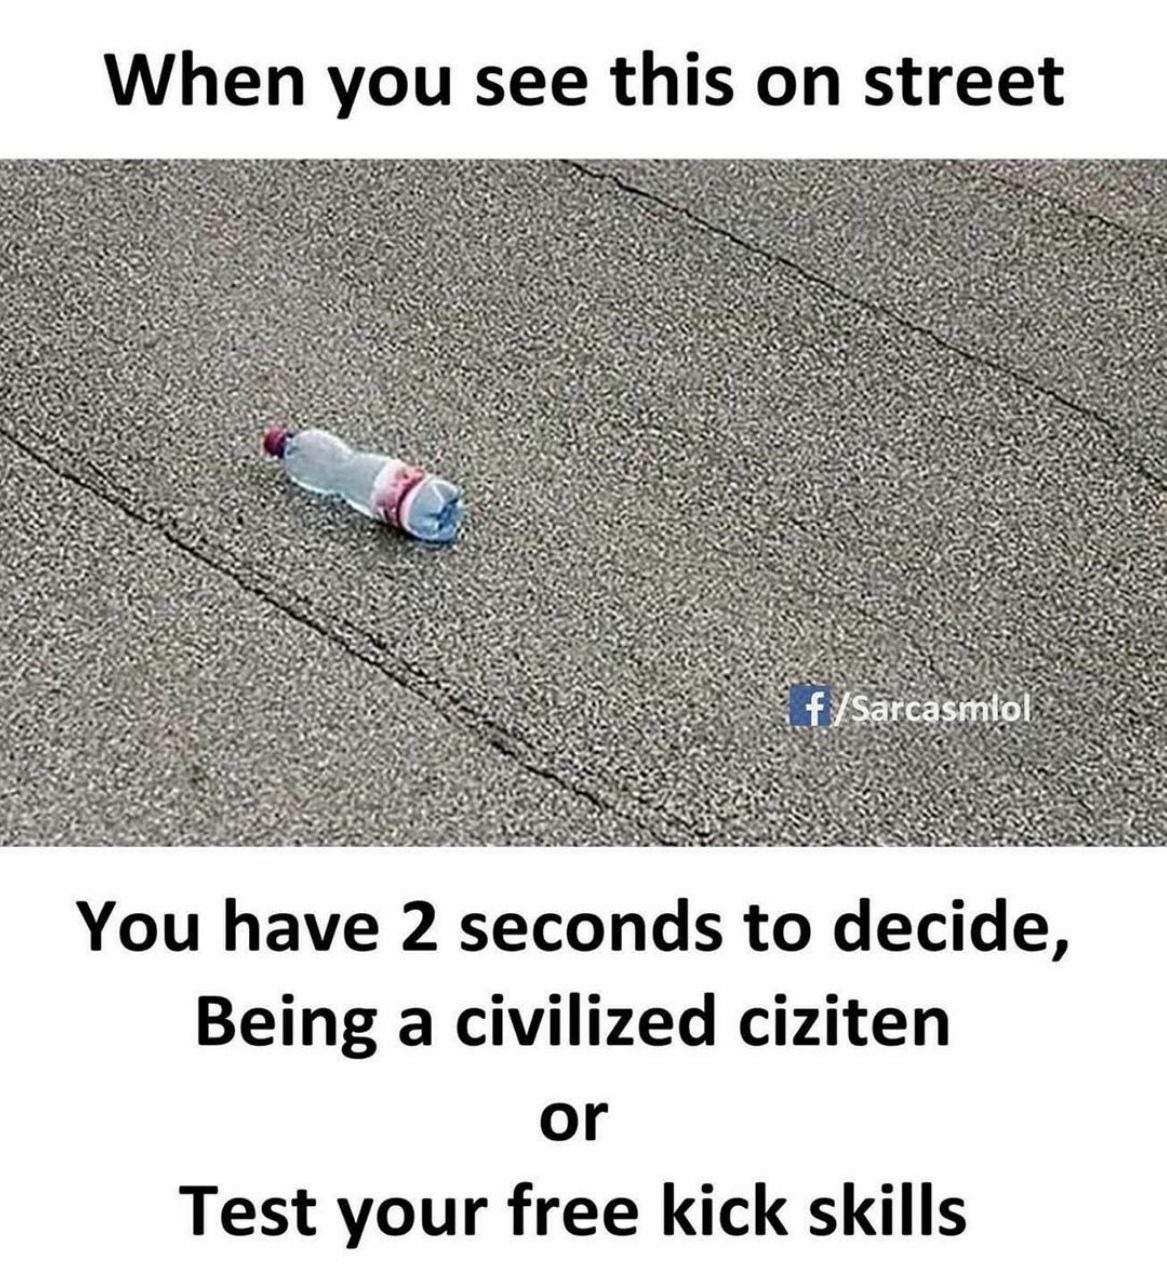 When you see this on street
f/Sarcasmlol
You have 2 seconds to decide,
Being a civilized ciziten
or
Test your free kick skills